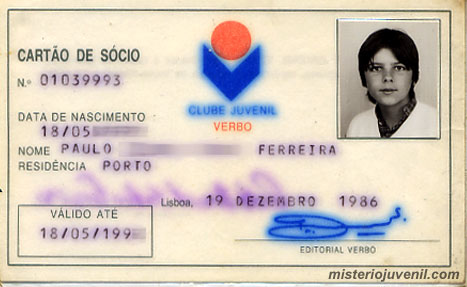 CARTÃO DE SÓCIO
N.º 01039993
CLUBE JUVENIL
VERBO
DATA DE NASCIMENTO
18/05
NOME PAULO FERREIRA
RESIDÊNCIA PORTO
Lisboa, 19 DEZEMBRO 1986
VÁLIDO ATÉ
18/05/199
EDITORIAL VERBO
misteriojuvenil.com